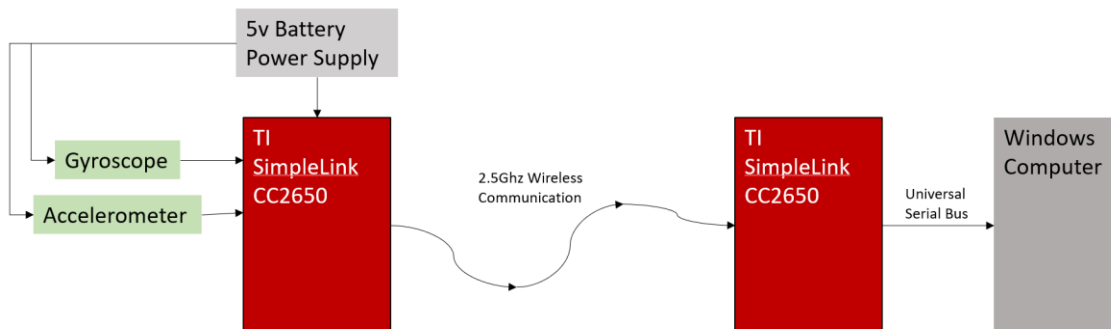 5v Battery
Power Supply
TI
SimpleLink
CC2650
Gyroscope
Accelerometer
2.5Ghz Wireless
Communication
TI
SimpleLink
CC2650
Universal
Serial Bus
Windows
Computer